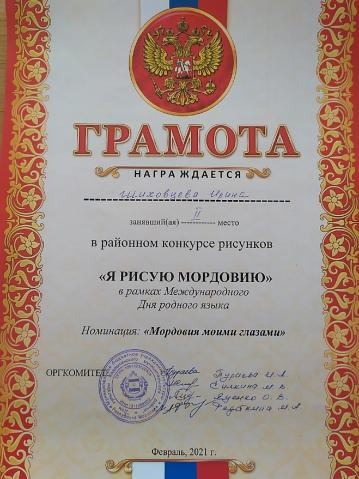 ГРАМОТА
НАГРАЖДАЕТСЯ
Шиховцева Ирина
занявший(ая) II место
в районном конкурсе рисунков
«Я РИСУЮ МОРДОВИЮ»
в рамках Международного
Дня родного языка
Номинация: «Мордовия моими глазами»
ОРГКОМИТЕТ:
Февраль, 2021 г.